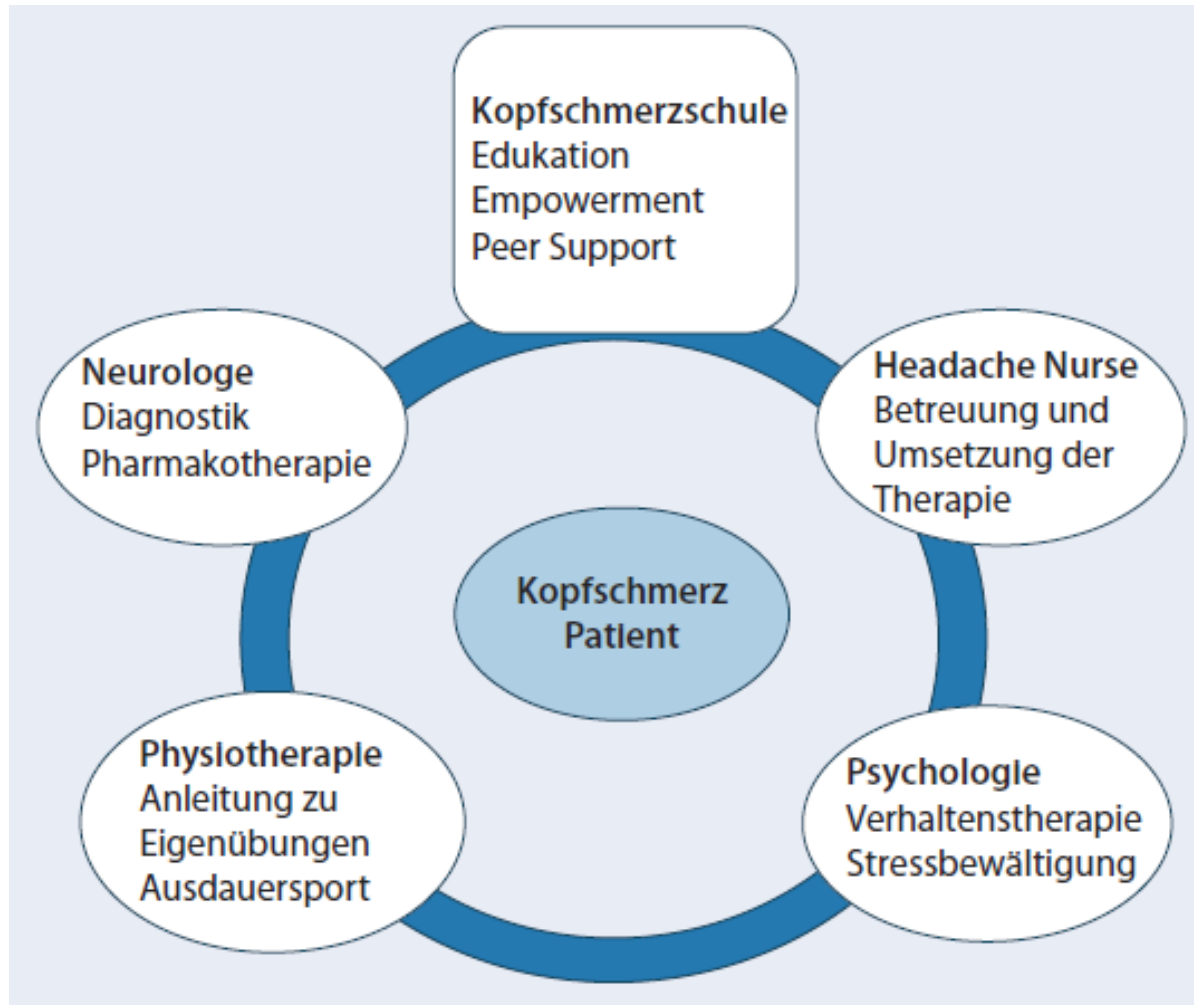 Kopfschmerzschule
Edukation
Empowerment
Peer Support
Neurologe
Diagnostik
Pharmakotherapie
Headache Nurse
Betreuung und
Umsetzung der
Therapie
Kopfschmerz
Patient
Physiotherapie
Anleitung zu
Eigenübungen
Ausdauersport
Psychologie
Verhaltenstherapie
Stressbewältigung